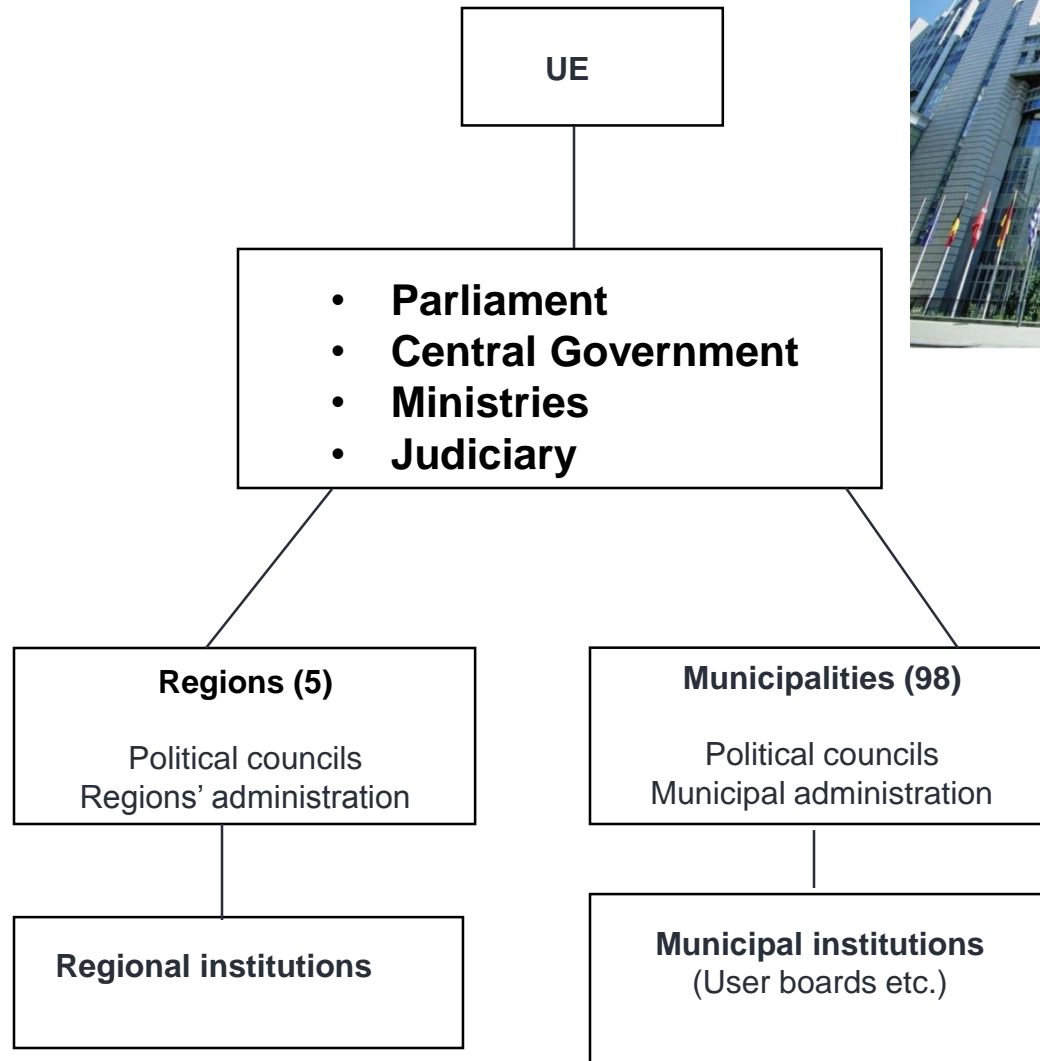 UE
• Parliament
• Central Government
• Ministries
• Judiciary
Regions (5)
Political councils
Regions’ administration
Municipalities (98)
Political councils
Municipal administration
Regional institutions
Municipal institutions
(User boards etc.)